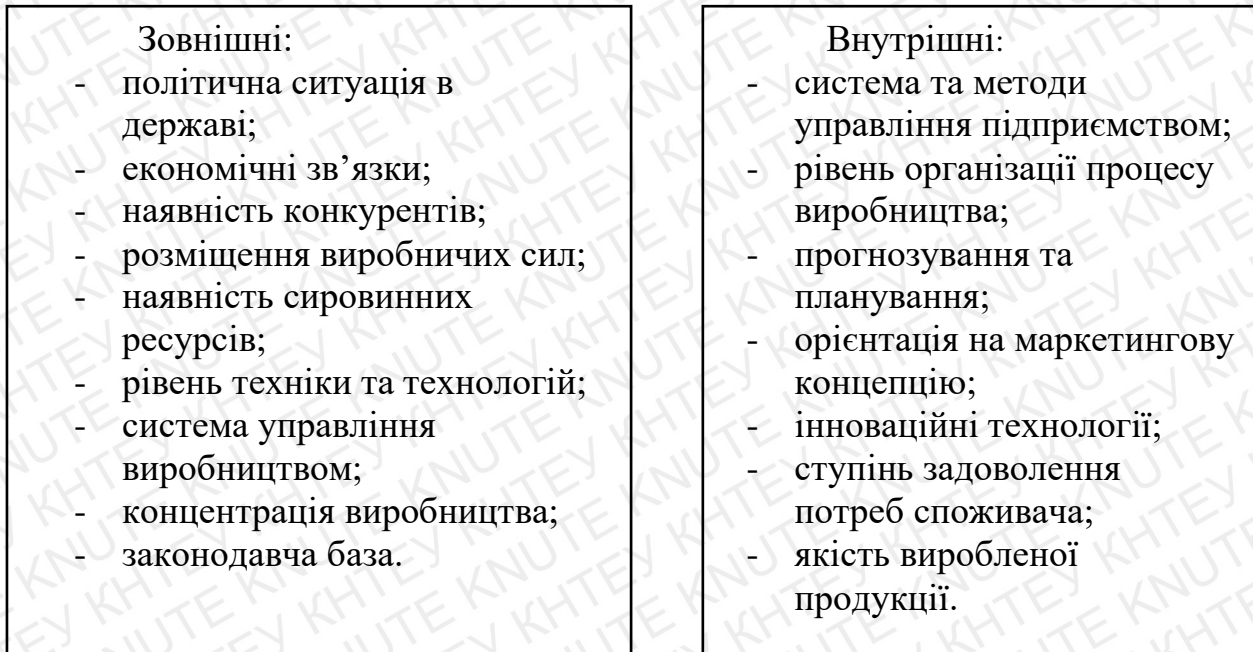 Зовнішні:
- політична ситуація в
державі;
- економічні зв’язки;
- наявність конкурентів;
- розміщення виробничих сил;
- наявність сировинних
ресурсів;
- рівень техніки та технологій;
- система управління
виробництвом;
- концентрація виробництва;
- законодавча база.
Внутрішні:
- система та методи
управління підприємством;
- рівень організації процесу
виробництва;
- прогнозування та
планування;
- орієнтація на маркетингову
концепцію;
- інноваційні технології;
- ступінь задоволення
потреб споживача;
- якість виробленої
продукції.